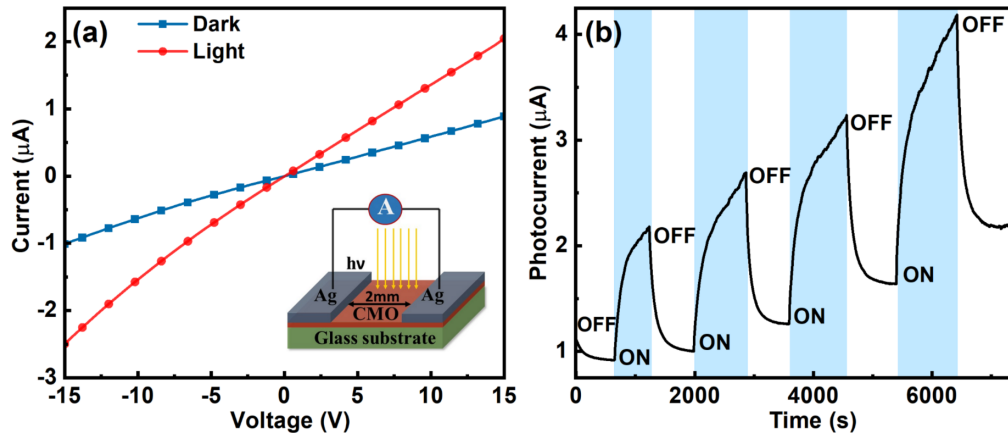 (a)
Dark
Light
Current (µA)
2
1
0
-1
-2
-3
-15
-10
-5
0
5
10
15
Voltage (V)
A
hν
Ag
2mm
Ag
CMO
Glass substrate
(b)
Photocurrent (µA)
4
3
2
1
0
2000
4000
6000
Time (s)
OFF
ON
OFF
ON
OFF
ON
OFF
ON
OFF